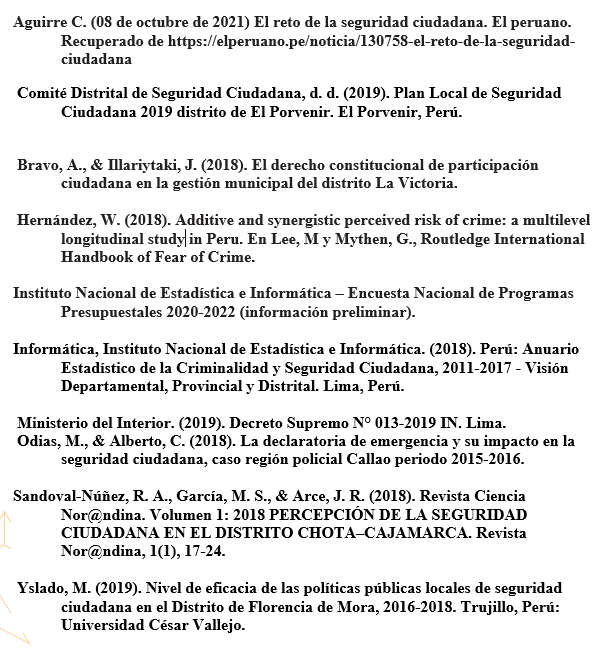 Aguirre C. (08 de octubre de 2021) El reto de la seguridad ciudadana. El peruano.
Recuperado de https://elperuano.pe/noticia/130758-el-reto-de-la-seguridad-
ciudadana
Comité Distrital de Seguridad Ciudadana, d. d. (2019). Plan Local de Seguridad
Ciudadana 2019 distrito de El Porvenir. El Porvenir, Perú.
Bravo, A., & Illariytaki, J. (2018). El derecho constitucional de participación
ciudadana en la gestión municipal del distrito La Victoria.
Hernández, W. (2018). Additive and synergistic perceived risk of crime: a multilevel
longitudinal study in Peru. En Lee, M y Mythen, G., Routledge International
Handbook of Fear of Crime.
Instituto Nacional de Estadística e Informática – Encuesta Nacional de Programas
Presupuestales 2020-2022 (información preliminar).
Informática, Instituto Nacional de Estadística e Informática. (2018). Perú: Anuario
Estadístico de la Criminalidad y Seguridad Ciudadana, 2011-2017 - Visión
Departamental, Provincial y Distrital. Lima, Perú.
Ministerio del Interior. (2019). Decreto Supremo N° 013-2019 IN. Lima.
Odias, M., & Alberto, C. (2018). La declaratoria de emergencia y su impacto en la
seguridad ciudadana, caso región policial Callao periodo 2015-2016.
Sandoval-Núñez, R. A., García, M. S., & Arce, J. R. (2018). Revista Ciencia
Nor@ndina. Volumen 1: 2018 PERCEPCIÓN DE LA SEGURIDAD
CIUDADANA EN EL DISTRITO CHOTA–CAJAMARCA. Revista
Nor@ndina, 1(1), 17-24.
Yslado, M. (2019). Nivel de eficacia de las políticas públicas locales de seguridad
ciudadana en el Distrito de Florencia de Mora, 2016-2018. Trujillo, Perú:
Universidad César Vallejo.